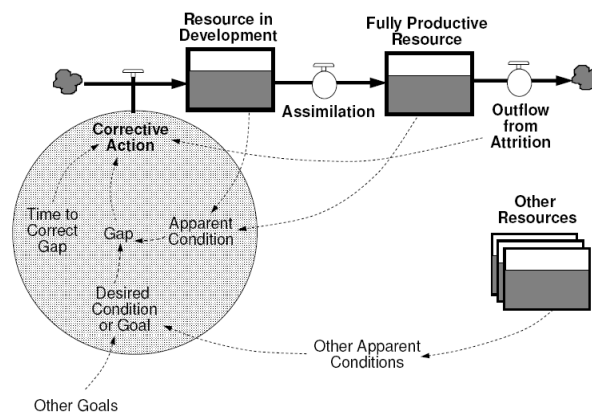 Resource in
Development
Fully Productive
Resource
Assimilation
Outflow
from
Attrition
Corrective
Action
Time to
Correct
Gap
Gap
Apparent
Condition
Other
Resources
Desired
Condition
or Goal
Other Apparent
Conditions
Other Goals